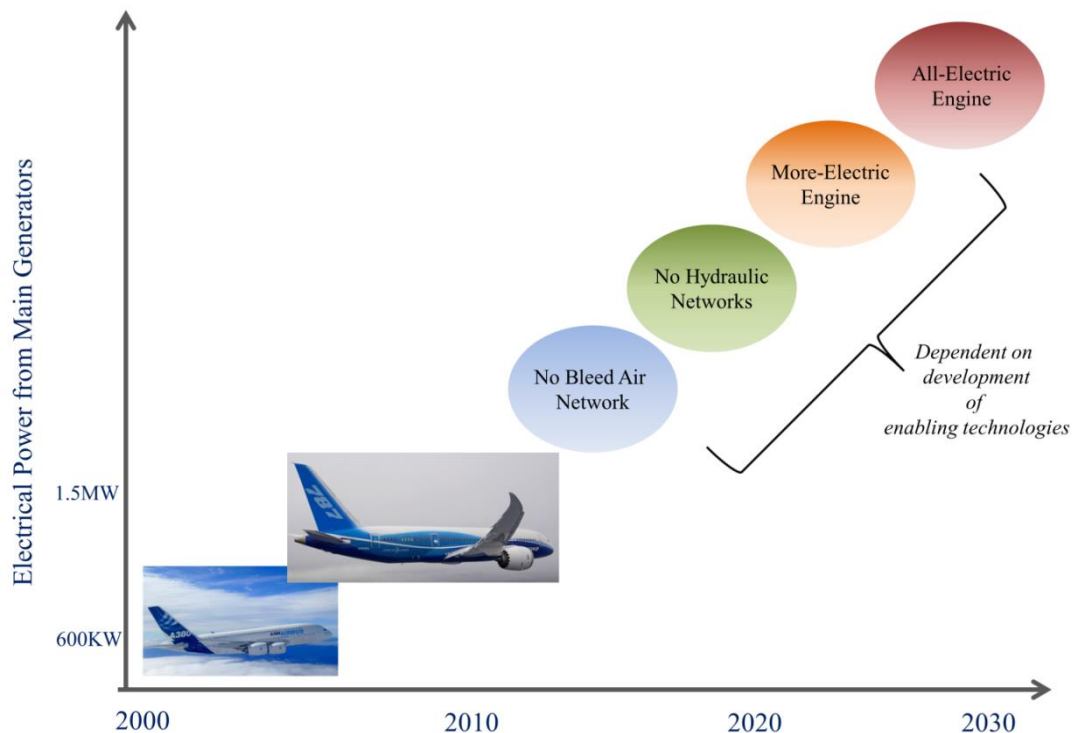 Electrical Power from Main Generators
All-Electric
Engine
More-Electric
Engine
No Hydraulic
Networks
No Bleed Air
Network
Dependent on
development
of
enabling technologies
1.5MW
787
600KW
A380
2000
2010
2020
2030